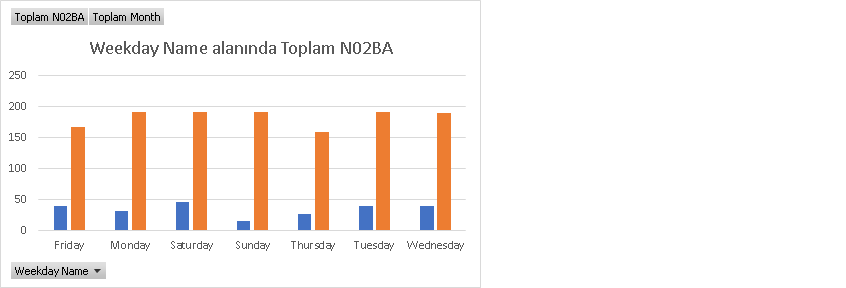 Toplam N02BA Toplam Month
Weekday Name alanında Toplam N02BA
250
200
150
100
50
0
Friday Monday Saturday Sunday Thursday Tuesday Wednesday
Weekday Name